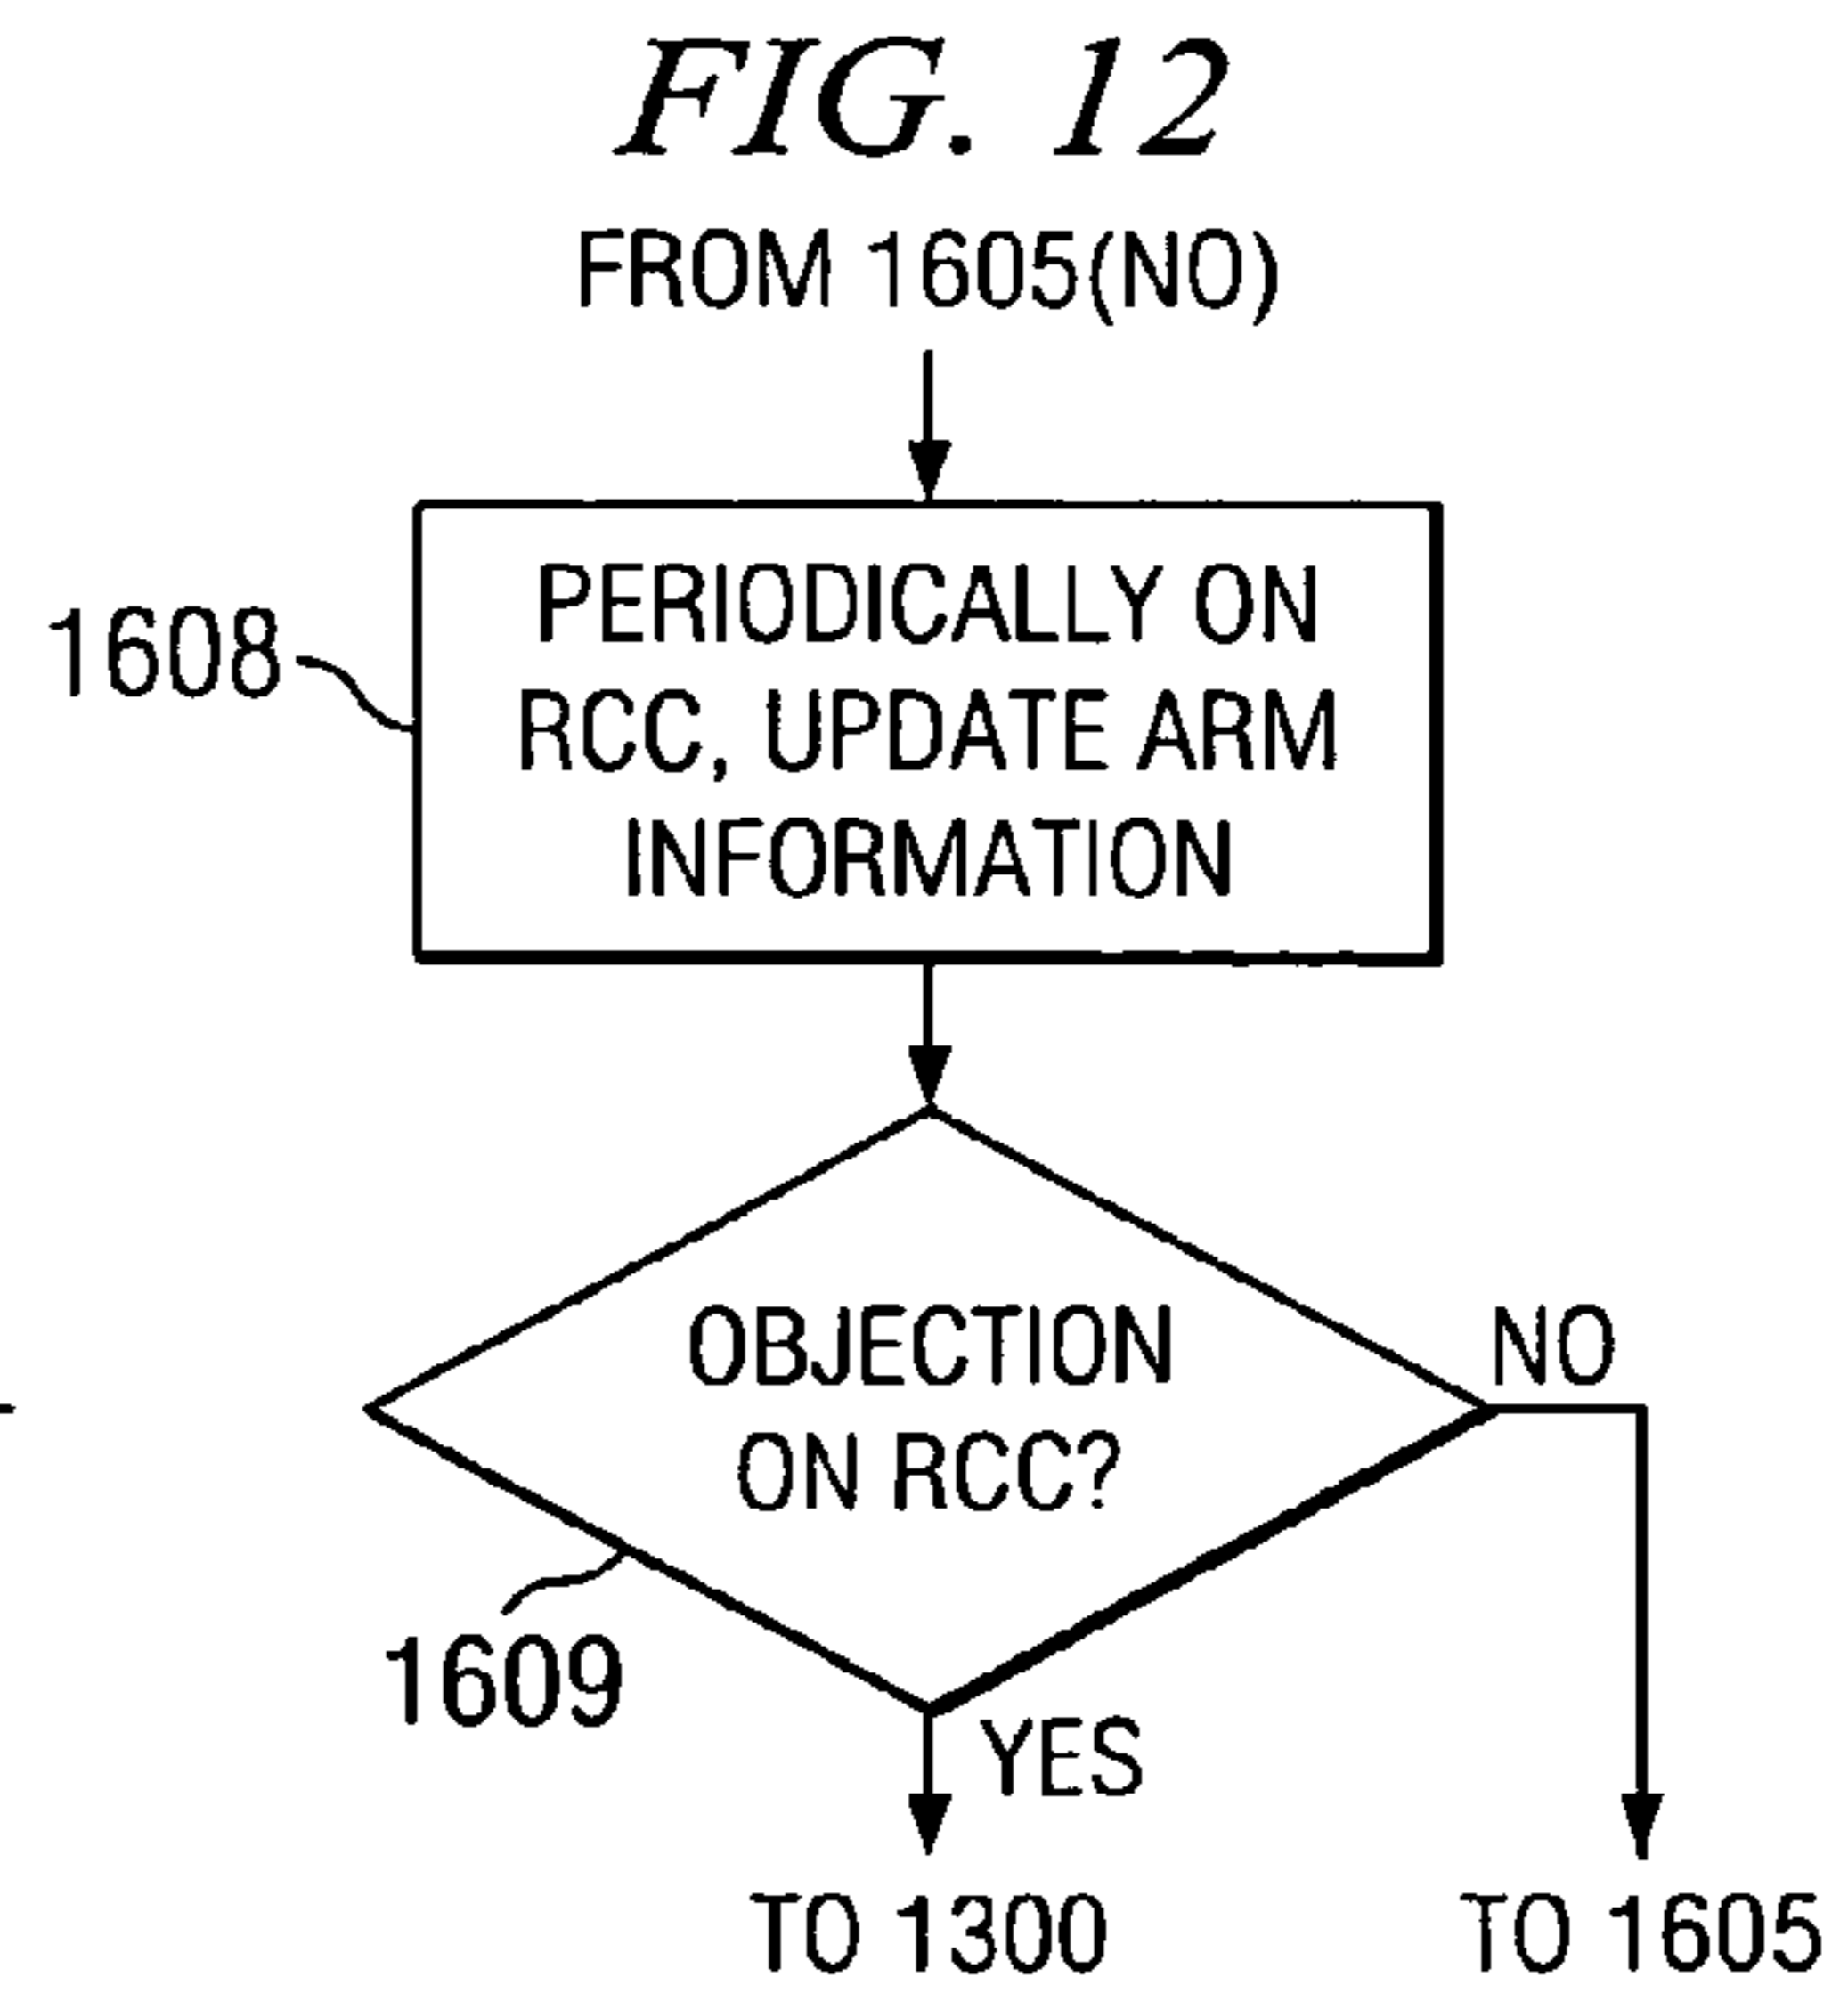 FIG. 12
FROM 1605(NO)
1608
PERIODICALLY ON
RCC, UPDATE ARM
INFORMATION
OBJECTION
ON RCC?
NO
1609
YES
TO 1300
TO 1605